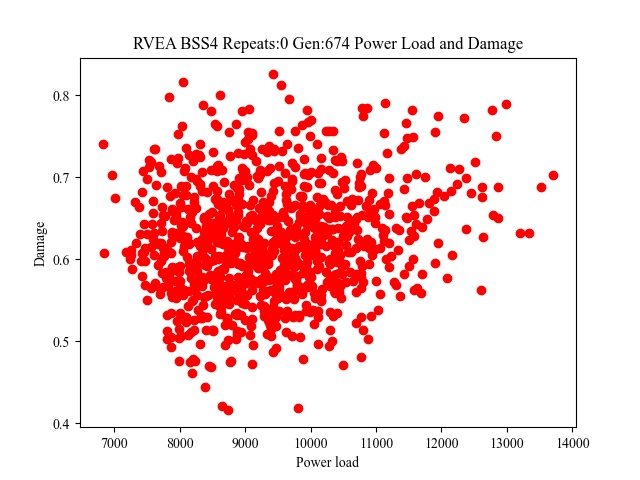 RVEA BSS4 Repeats:0 Gen:674 Power Load and Damage
0.8
0.7
0.6
0.5
0.4
Damage
7000 8000 9000 10000 11000 12000 13000 14000
Power load